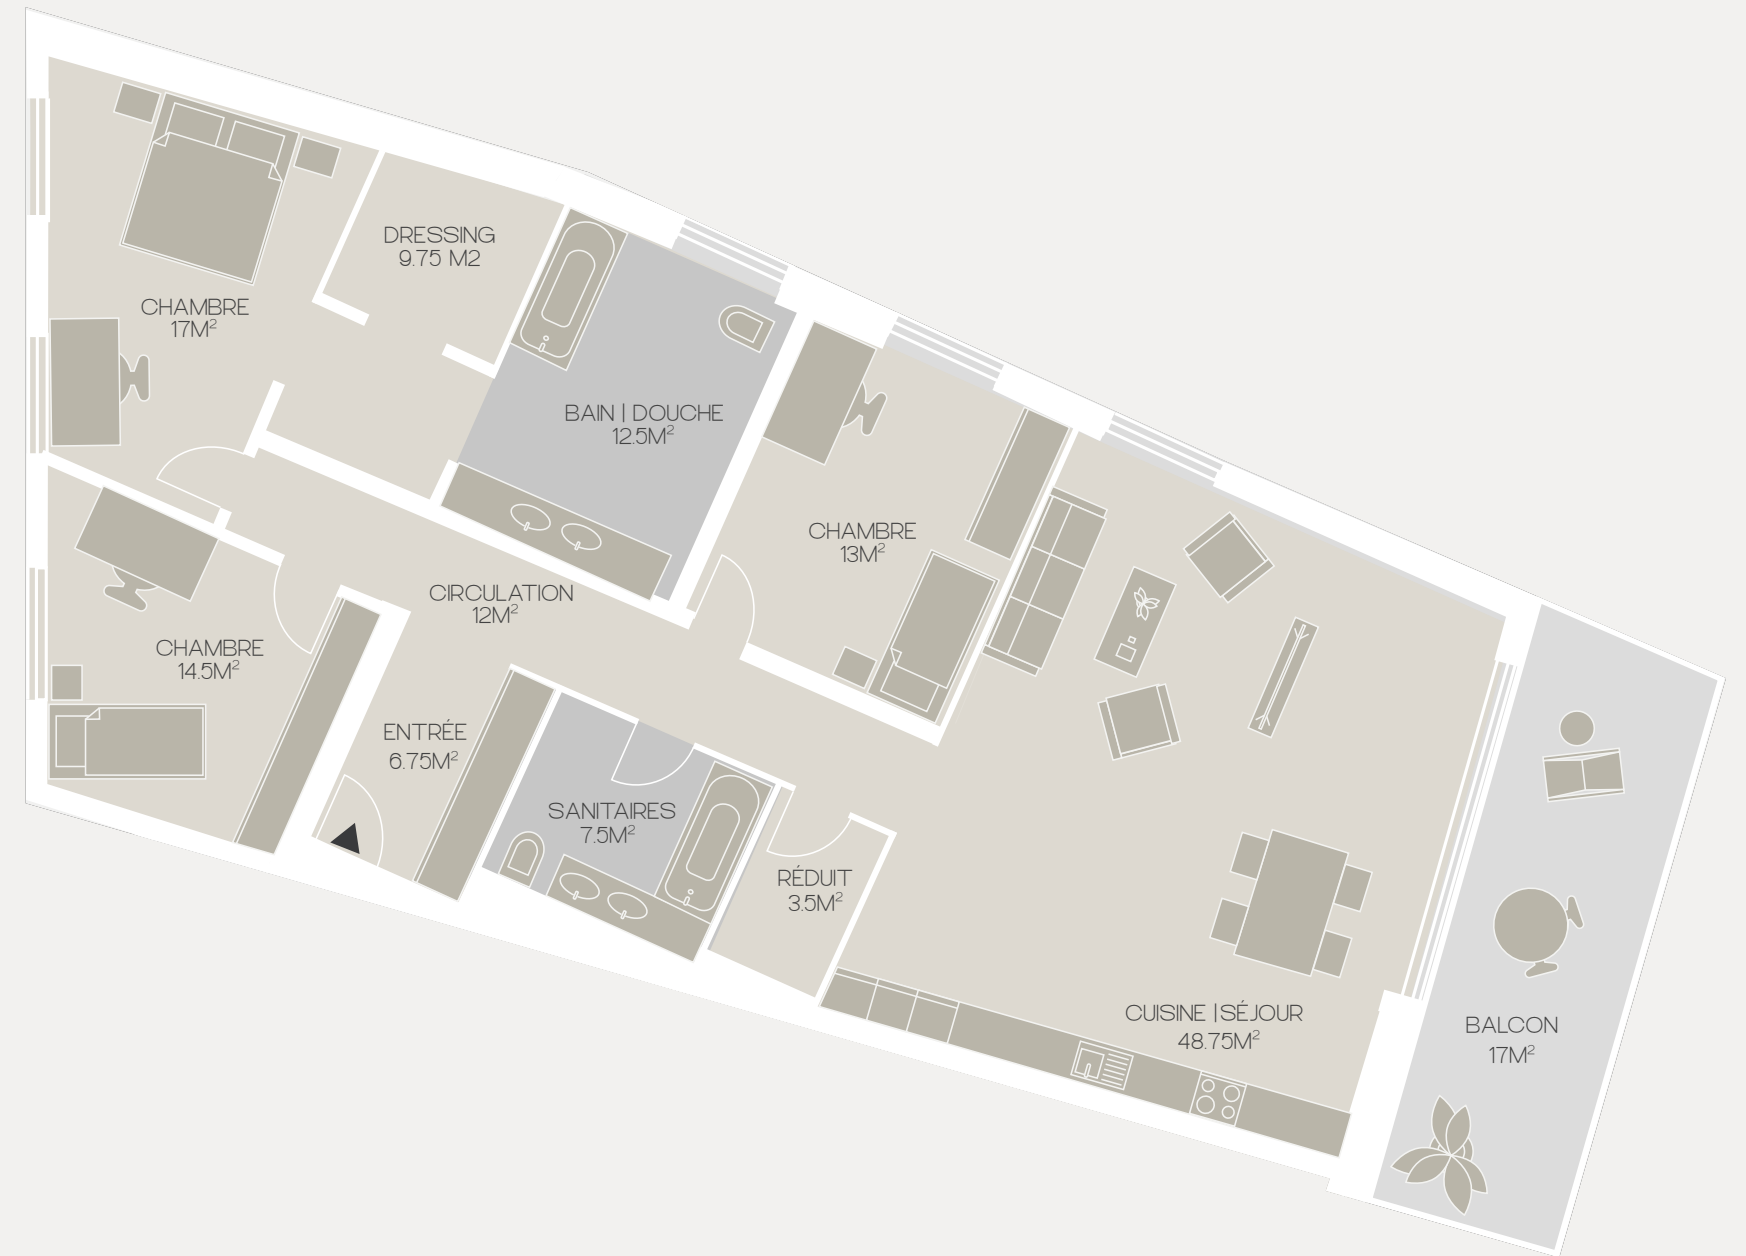 DRESSING
9.75 M2
CHAMBRE
17M²
BAIN | DOUCHE
12.5M²
CHAMBRE
13M²
CIRCULATION
12M²
CHAMBRE
14.5M²
ENTRÉE
6.75M²
SANITAIRES
7.5M²
RÉDUIT
3.5M²
CUISINE |SÉJOUR
48.75M²
BALCON
17M²